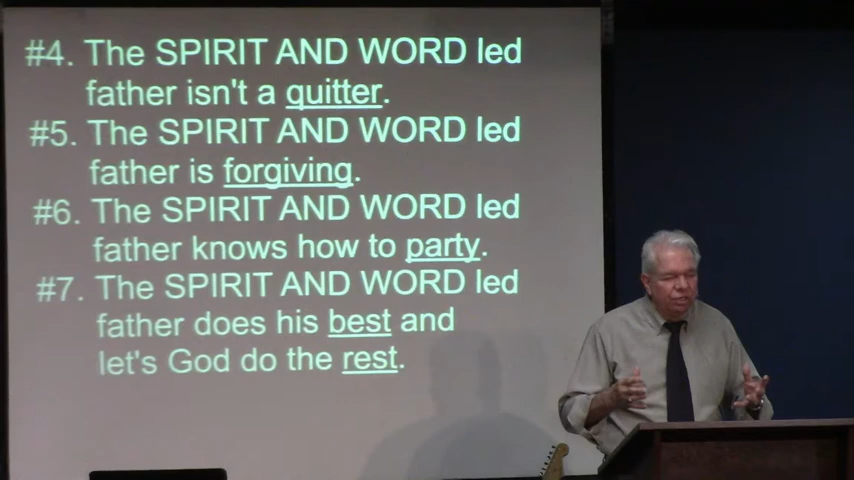 #4. The SPIRIT AND WORD led
father isn't a quitter.
#5. The SPIRIT AND WORD led
father is forgiving.
#6. The SPIRIT AND WORD led
father knows how to party.
#7. The SPIRIT AND WORD led
father does his best and
let's God do the rest.